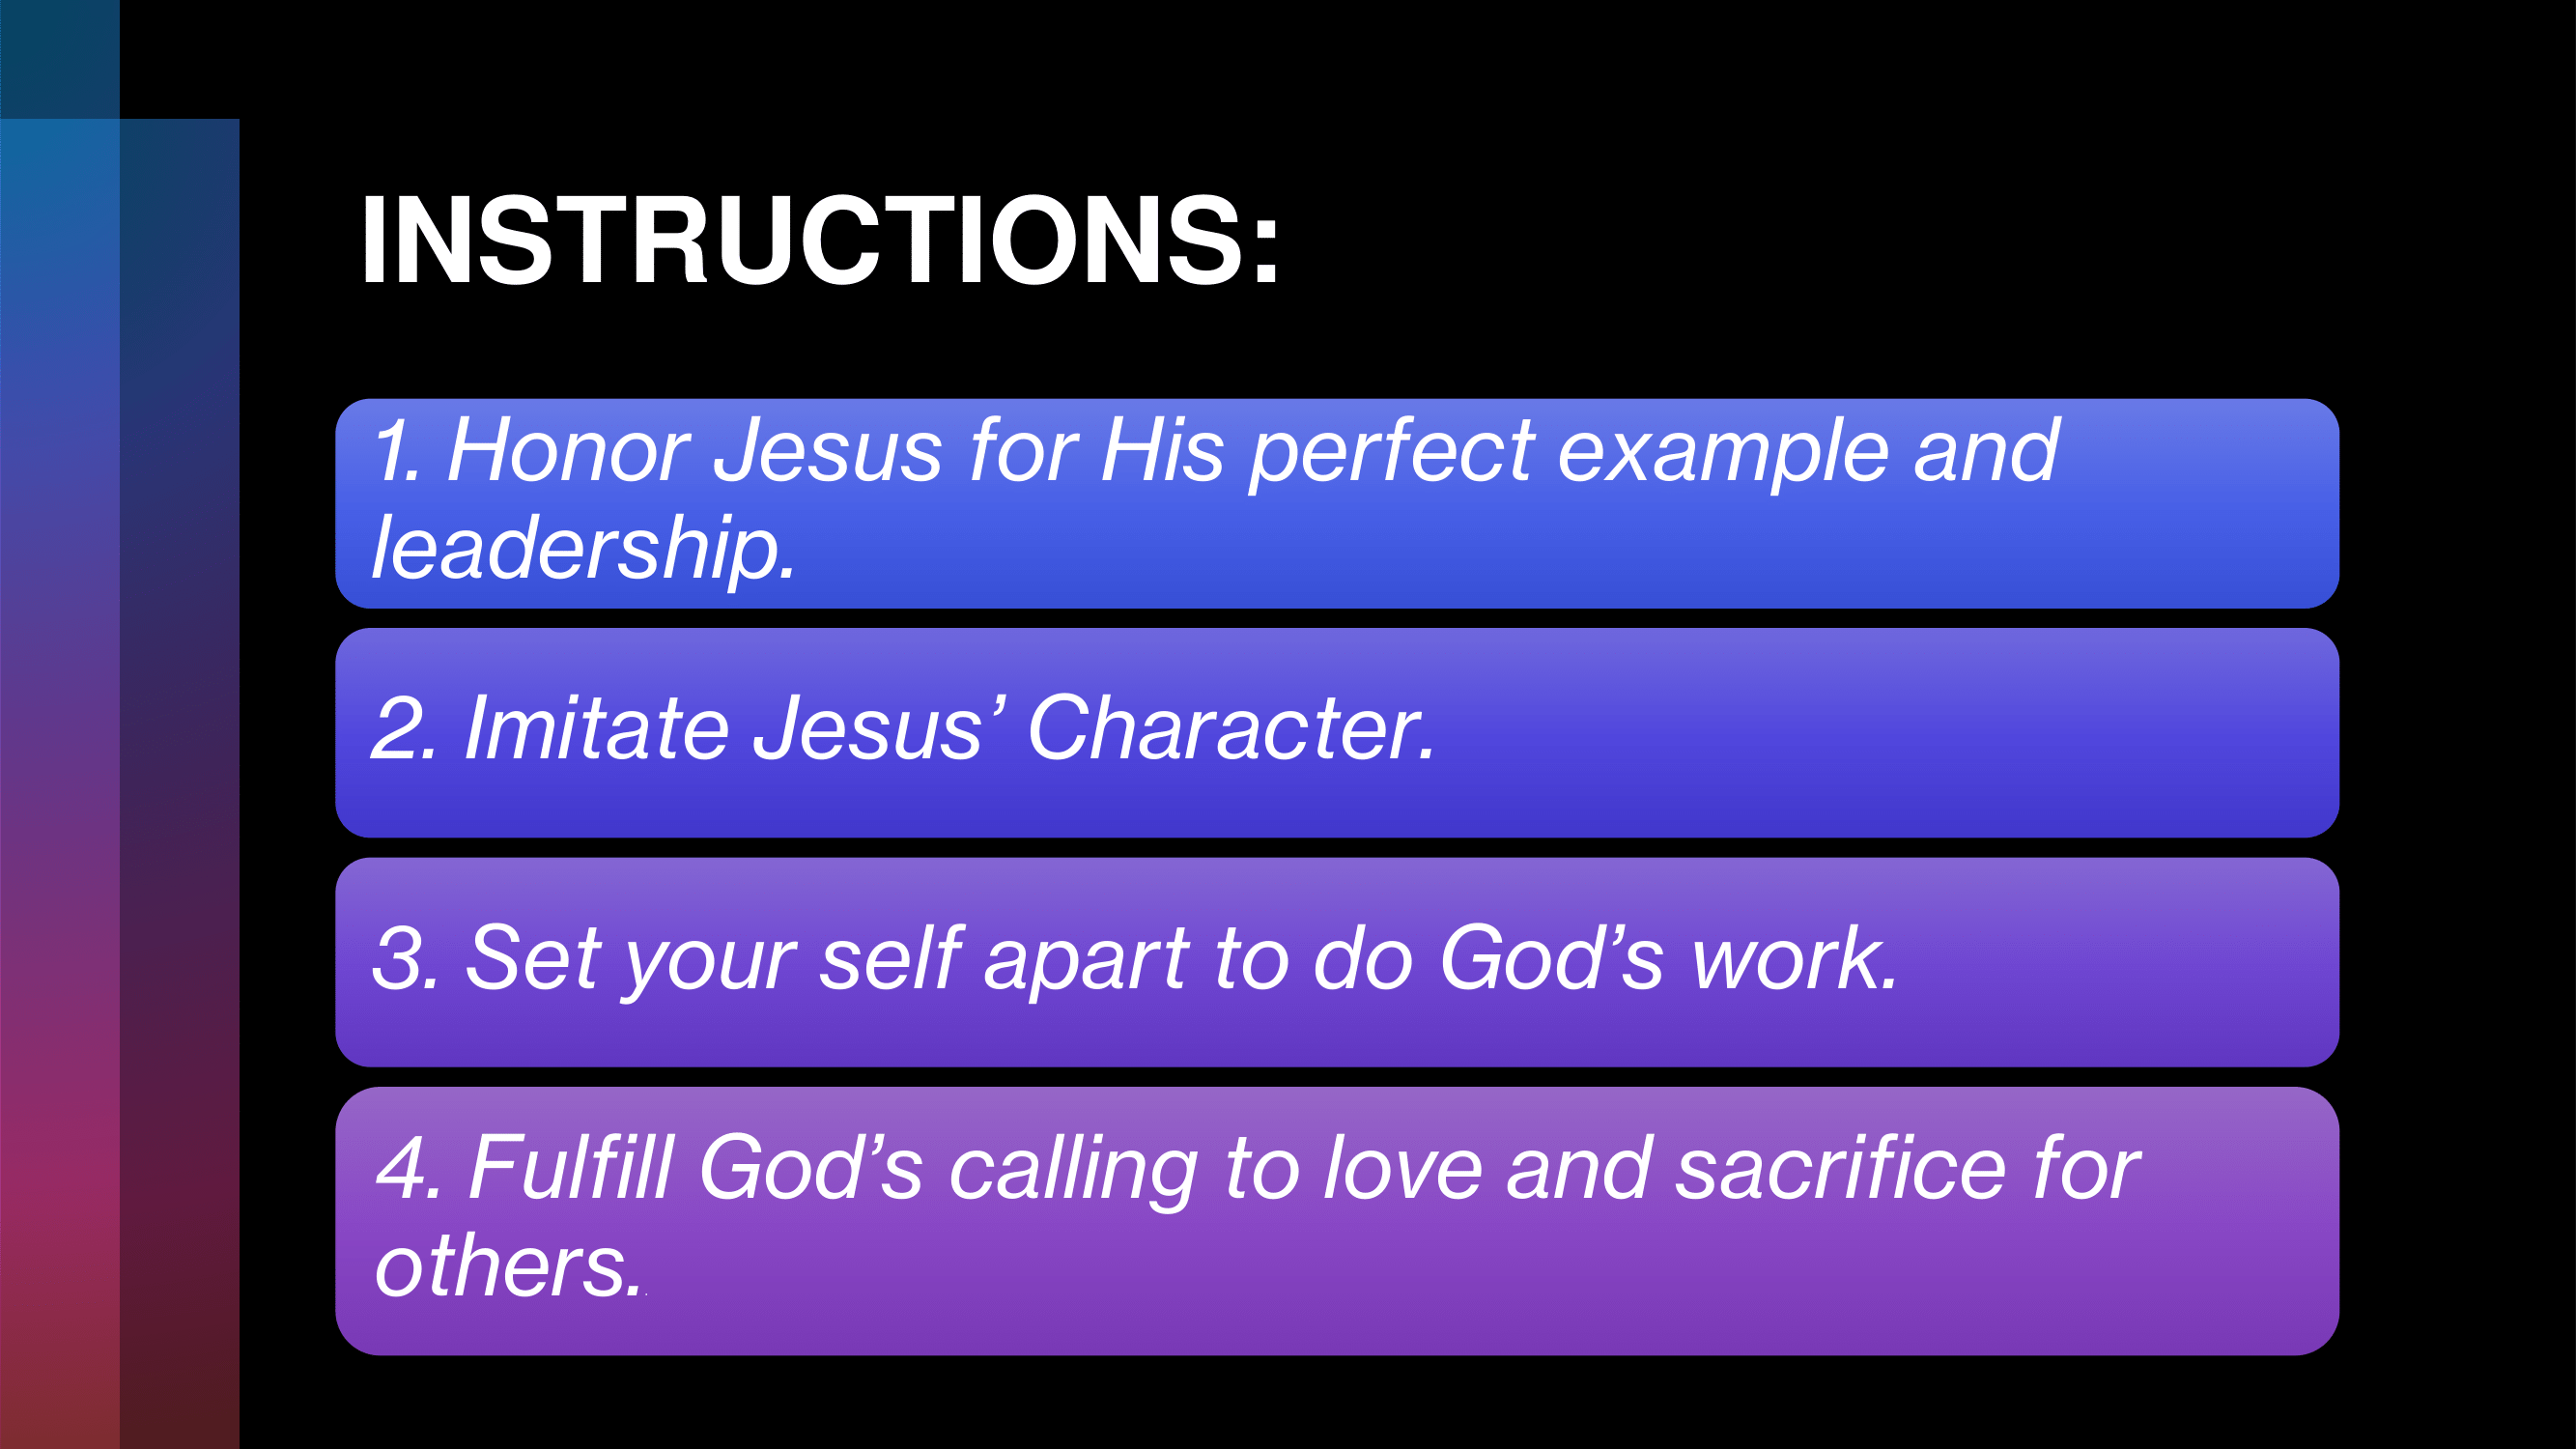 INSTRUCTIONS:
1. Honor Jesus for His perfect example and
leadership.
2. Imitate Jesus’ Character.
3. Set your self apart to do God’s work.
4. Fulfill God’s calling to love and sacrifice for
others..